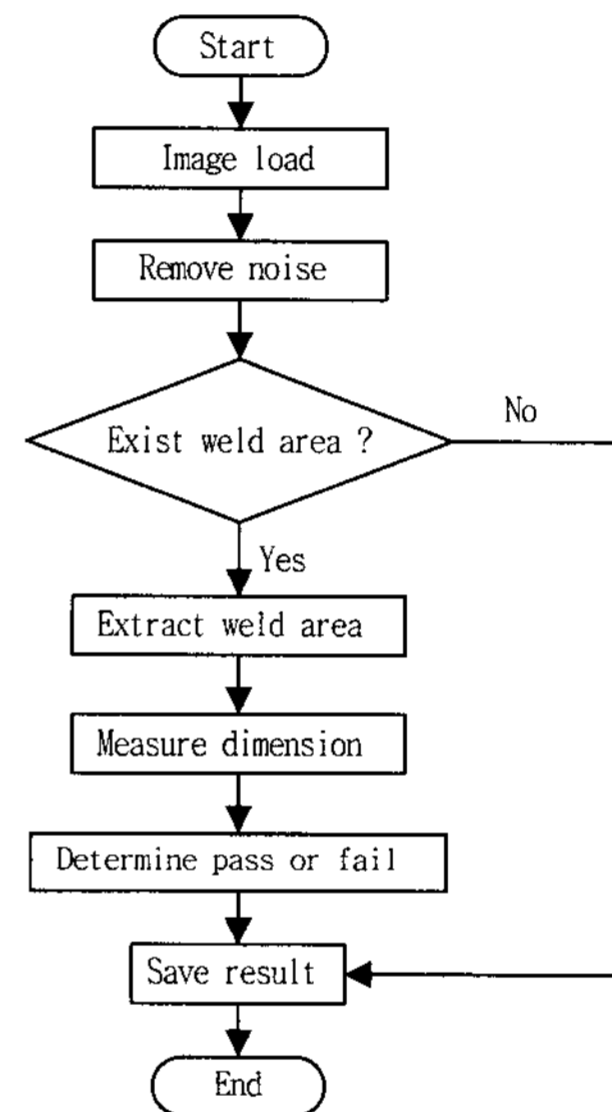 Start
Image load
Remove noise
Exist weld area ?
No
Yes
Extract weld area
Measure dimension
Determine pass or fail
Save result
End